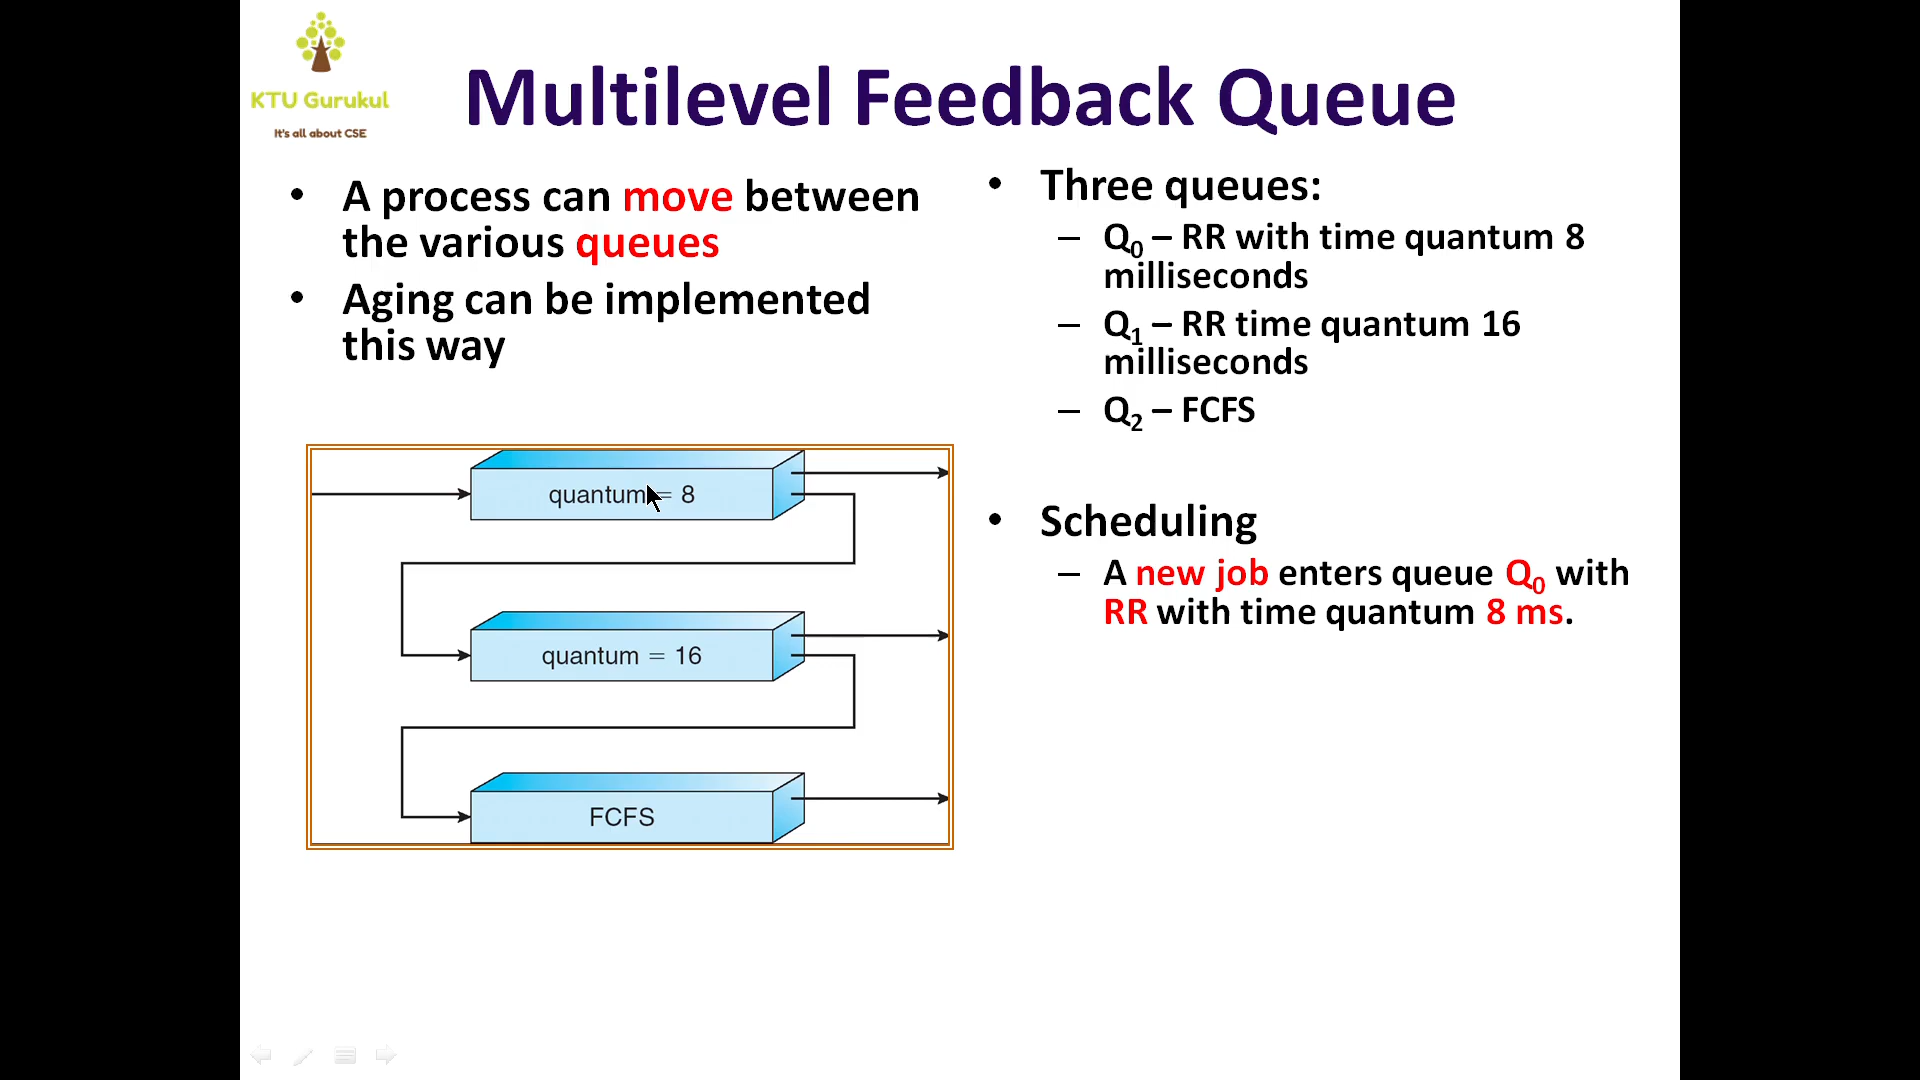 KTU Gurukul
It's all about CSE
Multilevel Feedback Queue
• A process can move between
the various queues
• Aging can be implemented
this way
• Three queues:
– Q0 – RR with time quantum 8
milliseconds
– Q1 – RR time quantum 16
milliseconds
– Q2 – FCFS
• Scheduling
– A new job enters queue Q0 with
RR with time quantum 8 ms.
quantum = 8
quantum = 16
FCFS